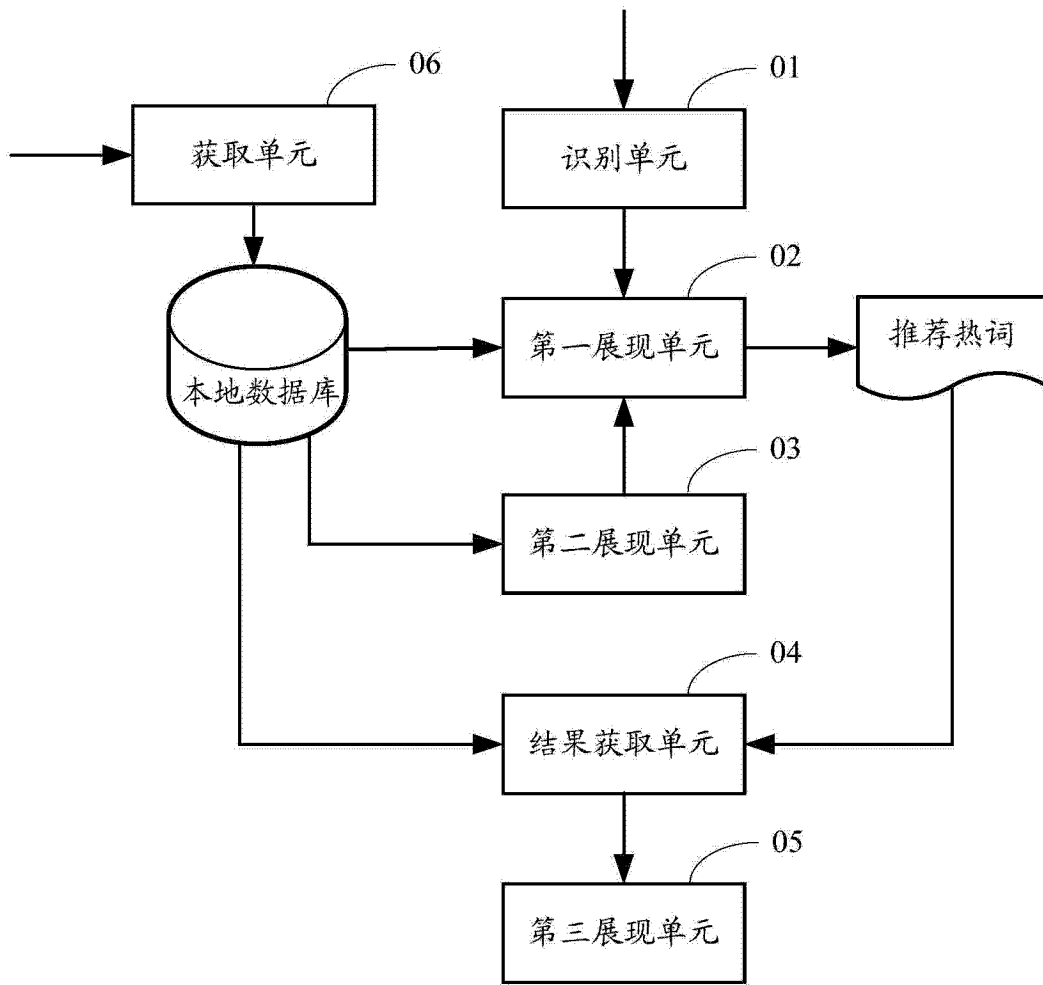 06
01
获取单元
识别单元
02
第一展现单元
推荐热词
本地数据库
03
第二展现单元
04
结果获取单元
05
第三展现单元